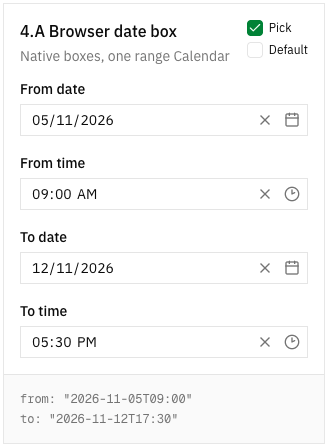 4.A Browser date box
Native boxes, one range Calendar
Pick
Default
From date
05/11/2026
From time
09:00 AM
To date
12/11/2026
To time
05:30 PM
from: "2026-11-05T09:00"
to: "2026-11-12T17:30"